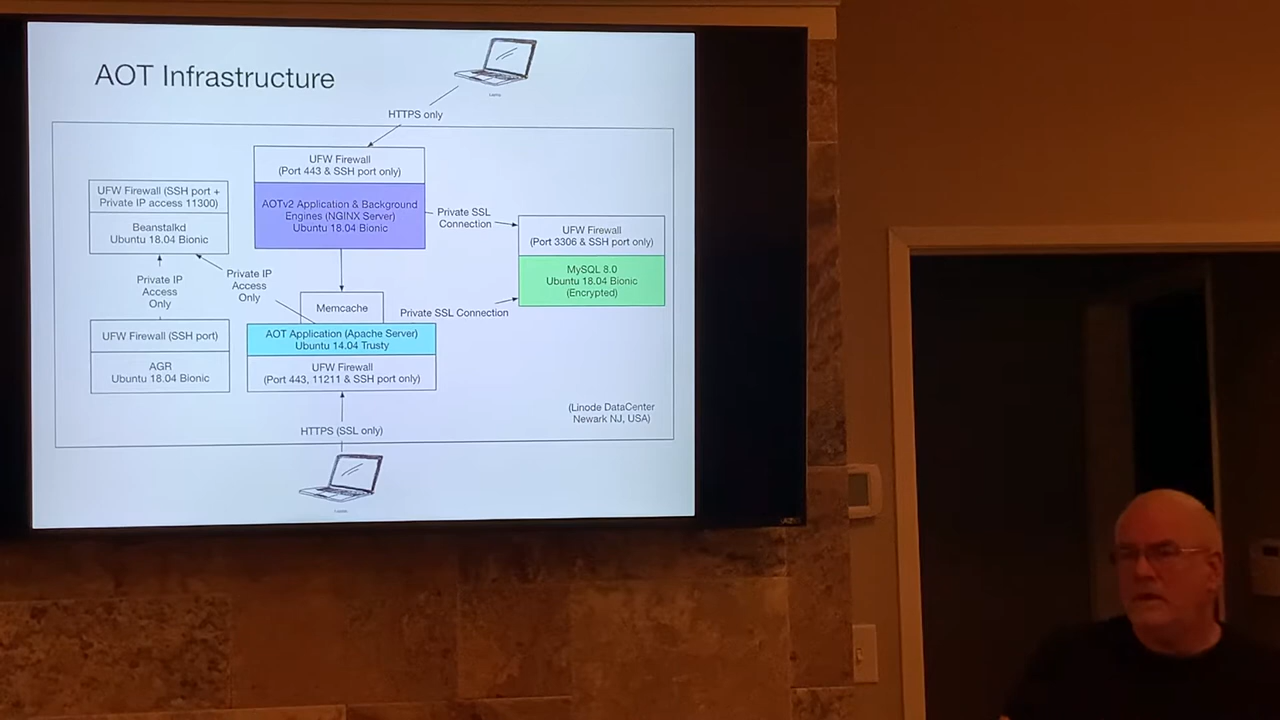 AOT Infrastructure
HTTPS only
UFW Firewall
(Port 443 & SSH port only)
AOTv2 Application & Background
Engines (NGINX Server)
Ubuntu 18.04 Bionic
UFW Firewall (SSH port +
Private IP access 11300)
Beanstalkd
Ubuntu 18.04 Bionic
Private SSL
Connection
UFW Firewall
(Port 3306 & SSH port only)
MySQL 8.0
Ubuntu 18.04 Bionic
(Encrypted)
Private IP
Access
Only
Private IP
Access
Only
Memcache
Private SSL Connection
UFW Firewall (SSH port)
AGR
Ubuntu 18.04 Bionic
AOT Application (Apache Server)
Ubuntu 14.04 Trusty
UFW Firewall
(Port 443, 11211 & SSH port only)
(Linode DataCenter
Newark NJ, USA)
HTTPS (SSL only)